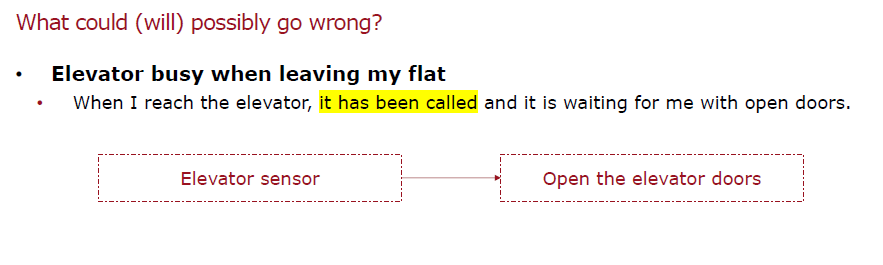 What could (will) possibly go wrong?
• Elevator busy when leaving my flat
• When I reach the elevator, it has been called and it is waiting for me with open doors.
Elevator sensor
Open the elevator doors